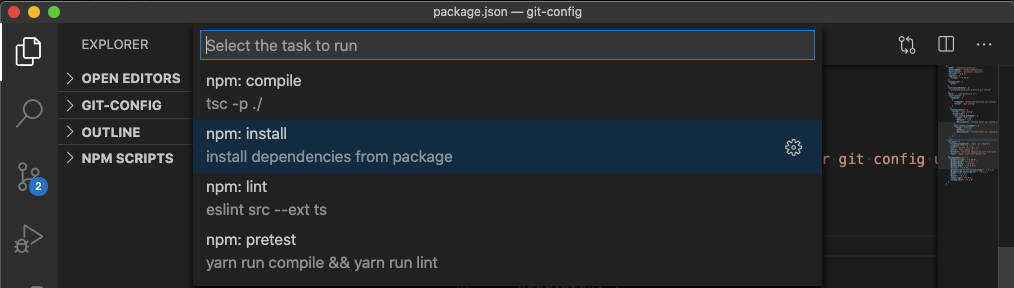 package.json — git-config
EXPLORER
OPEN EDITORS
GIT-CONFIG
OUTLINE
NPM SCRIPTS
2
Select the task to run
npm: compile
tsc -p ./
npm: install
install dependencies from package
npm: lint
eslint src --ext ts
npm: pretest
yarn run compile && yarn run lint
git config